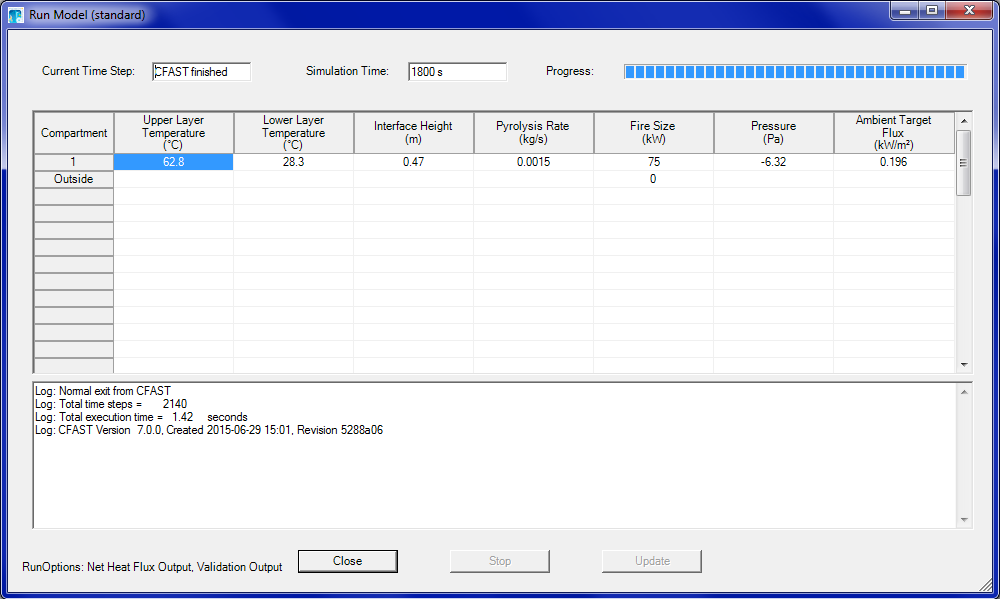 Run Model (standard)
Current Time Step: CFAST finished Simulation Time: 1800 s Progress:
Compartment Upper Layer Temperature (°C) Lower Layer Temperature (°C) Interface Height (m) Pyrolysis Rate (kg/s) Fire Size (kW) Pressure (Pa) Ambient Target Flux (kW/m²)
1 62.8 28.3 0.47 0.0015 75 -6.32 0.196
Outside 0
Log: Normal exit from CFAST
Log: Total time steps = 2140
Log: Total execution time = 1.42 seconds
Log: CFAST Version 7.0.0, Created 2015-06-29 15:01, Revision 5288a06
RunOptions: Net Heat Flux Output, Validation Output Close Stop Update